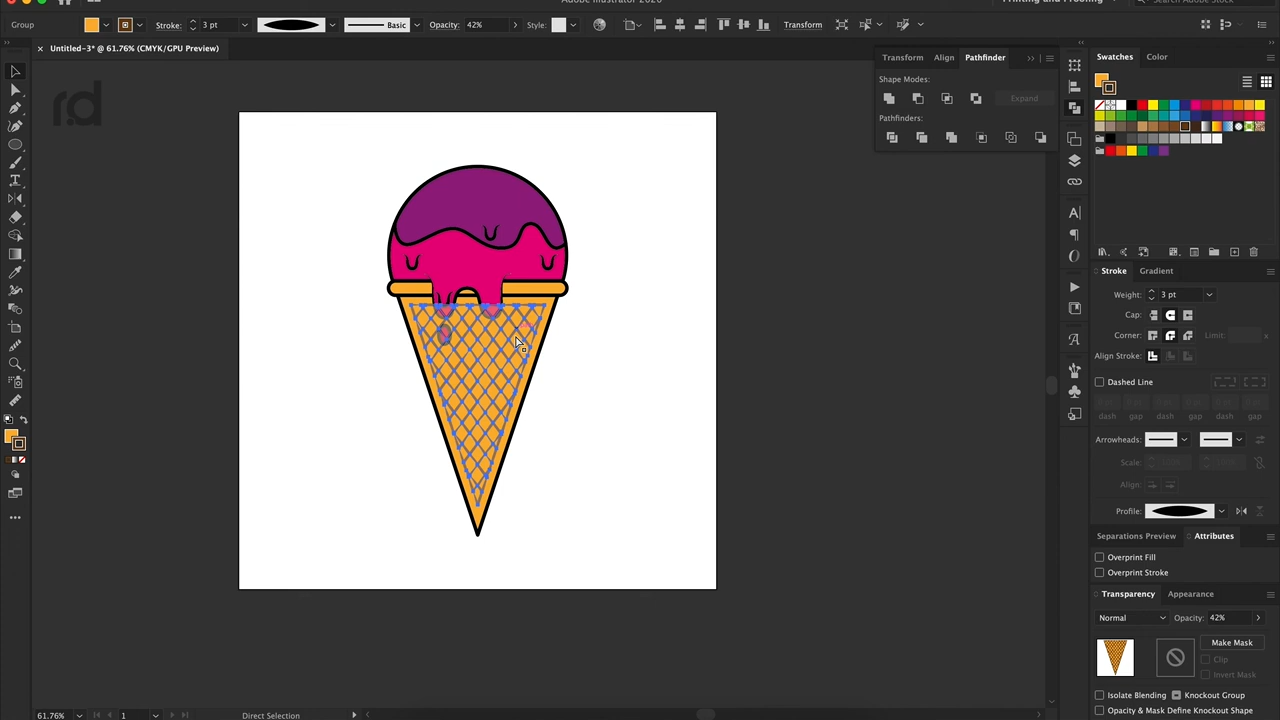 Group
Stroke: 3 pt Basic Opacity: 42% Style: Transform
Untitled-3* @ 61.76% (CMYK/GPU Preview)
rd
Transform Align Pathfinder
Shape Modes:
Expand
Pathfinders:
Swatches Color
Stroke Gradient
Weight: 3 pt
Cap:
Corner: Limit: x
Align Stroke:
Dashed Line
dash gap dash gap dash gap
Arrowheads:
Scale: 100% 100%
Align:
Profile:
Separations Preview Attributes
Overprint Fill
Overprint Stroke
Transparency Appearance
Normal Opacity: 42%
Make Mask
Clip
Invert Mask
Isolate Blending Knockout Group
Opacity & Mask Define Knockout Shape
61.76% 1 Direct Selection